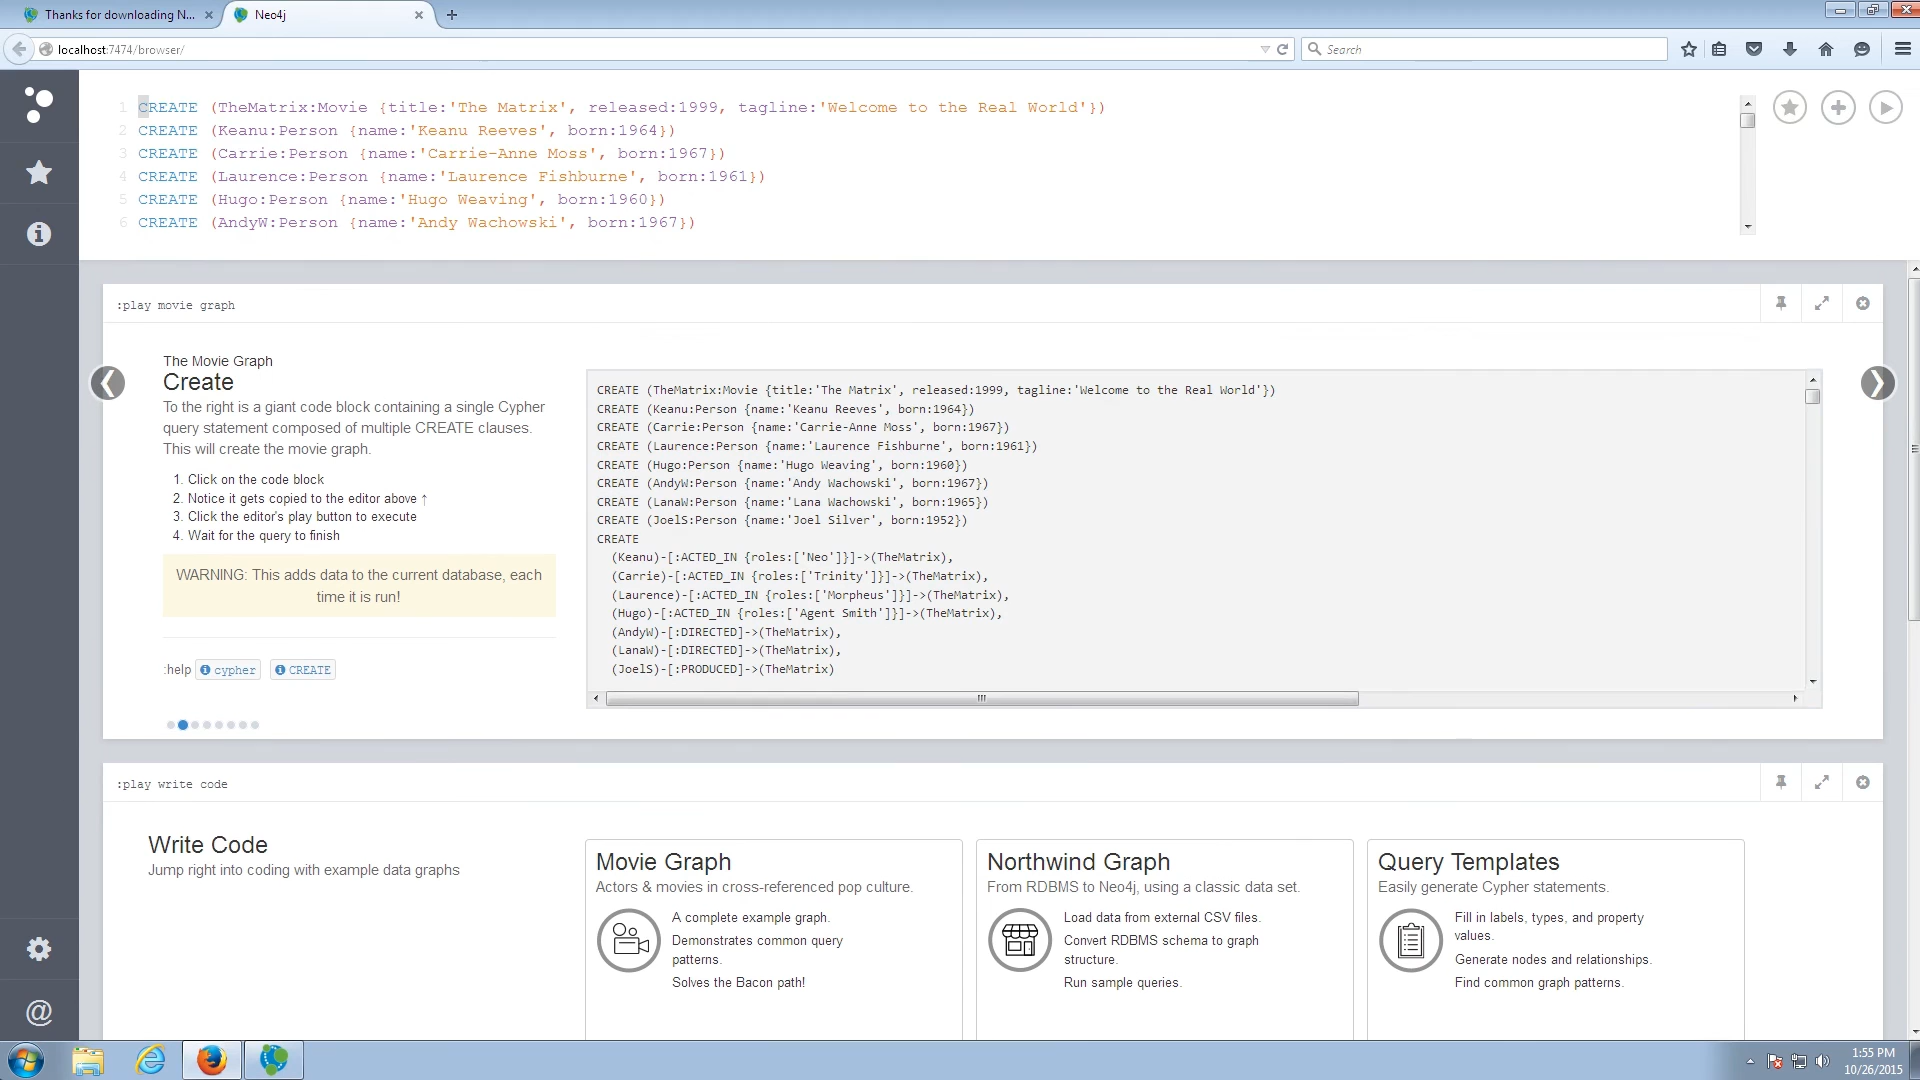 Thanks for downloading N...
Neo4j
localhost:7474/browser/
Search
1 CREATE (TheMatrix:Movie {title:'The Matrix', released:1999, tagline:'Welcome to the Real World'})
2 CREATE (Keanu:Person {name:'Keanu Reeves', born:1964})
3 CREATE (Carrie:Person {name:'Carrie-Anne Moss', born:1967})
4 CREATE (Laurence:Person {name:'Laurence Fishburne', born:1961})
5 CREATE (Hugo:Person {name:'Hugo Weaving', born:1960})
6 CREATE (AndyW:Person {name:'Andy Wachowski', born:1967})
:play movie graph
The Movie Graph
Create
To the right is a giant code block containing a single Cypher
query statement composed of multiple CREATE clauses.
This will create the movie graph.
1. Click on the code block
2. Notice it gets copied to the editor above ↑
3. Click the editor's play button to execute
4. Wait for the query to finish
WARNING: This adds data to the current database, each
time it is run!
:help cypher CREATE
CREATE (TheMatrix:Movie {title:'The Matrix', released:1999, tagline:'Welcome to the Real World'})
CREATE (Keanu:Person {name:'Keanu Reeves', born:1964})
CREATE (Carrie:Person {name:'Carrie-Anne Moss', born:1967})
CREATE (Laurence:Person {name:'Laurence Fishburne', born:1961})
CREATE (Hugo:Person {name:'Hugo Weaving', born:1960})
CREATE (AndyW:Person {name:'Andy Wachowski', born:1967})
CREATE (LanaW:Person {name:'Lana Wachowski', born:1965})
CREATE (JoelS:Person {name:'Joel Silver', born:1952})
CREATE
(Keanu)-[:ACTED_IN {roles:['Neo']}]->(TheMatrix),
(Carrie)-[:ACTED_IN {roles:['Trinity']}]->(TheMatrix),
(Laurence)-[:ACTED_IN {roles:['Morpheus']}]->(TheMatrix),
(Hugo)-[:ACTED_IN {roles:['Agent Smith']}]->(TheMatrix),
(AndyW)-[:DIRECTED]->(TheMatrix),
(LanaW)-[:DIRECTED]->(TheMatrix),
(JoelS)-[:PRODUCED]->(TheMatrix)
:play write code
Write Code
Jump right into coding with example data graphs
Movie Graph
Actors & movies in cross-referenced pop culture.
A complete example graph.
Demonstrates common query
patterns.
Solves the Bacon path!
Northwind Graph
From RDBMS to Neo4j, using a classic data set.
Load data from external CSV files.
Convert RDBMS schema to graph
structure.
Run sample queries.
Query Templates
Easily generate Cypher statements.
Fill in labels, types, and property
values.
Generate nodes and relationships.
Find common graph patterns.
1:55 PM
10/26/2015